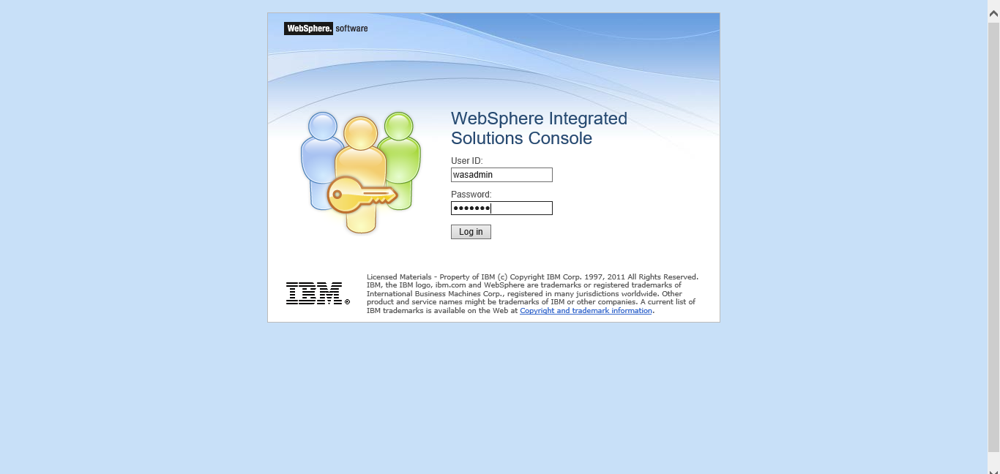 WebSphere. software
WebSphere Integrated
Solutions Console
User ID:
wasadmin
Password:
•••••••
Log in
IBM®
Licensed Materials - Property of IBM (c) Copyright IBM Corp. 1997, 2011 All Rights Reserved.
IBM, the IBM logo, ibm.com and WebSphere are trademarks or registered trademarks of
International Business Machines Corp., registered in many jurisdictions worldwide. Other
product and service names might be trademarks of IBM or other companies. A current list of
IBM trademarks is available on the Web at Copyright and trademark information.